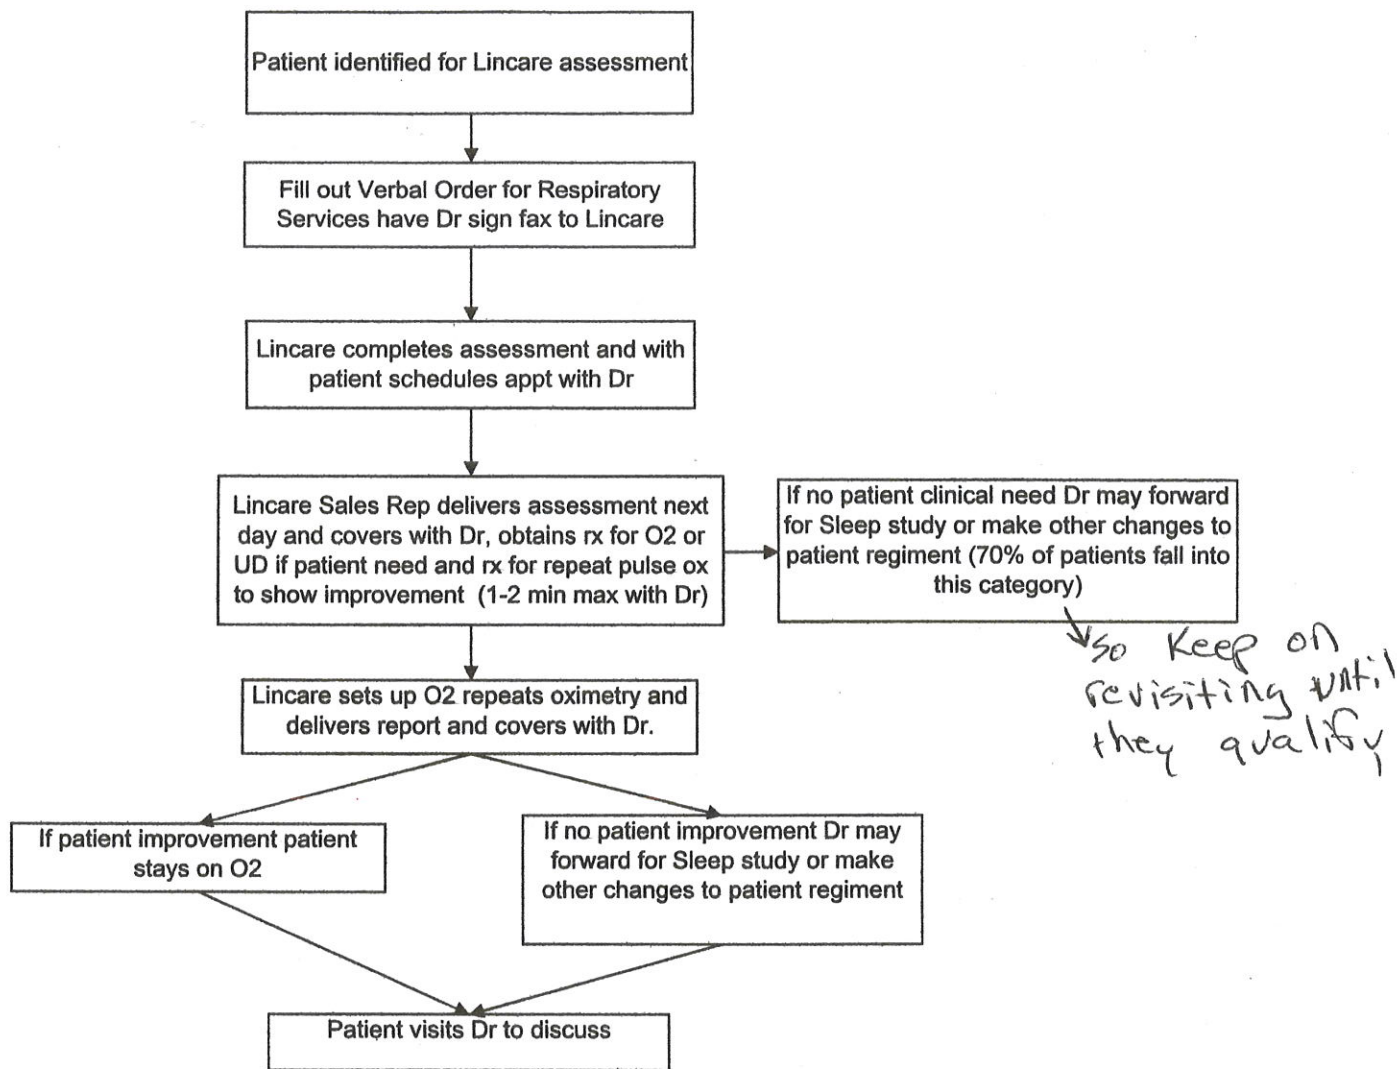 Patient identified for Lincare assessment
Fill out Verbal Order for Respiratory
Services have Dr sign fax to Lincare
Lincare completes assessment and with
patient schedules appt with Dr
Lincare Sales Rep delivers assessment next
day and covers with Dr, obtains rx for O2 or
UD if patient need and rx for repeat pulse ox
to show improvement (1-2 min max with Dr)
If no patient clinical need Dr may forward
for Sleep study or make other changes to
patient regiment (70% of patients fall into
this category)
so Keep on
revisiting until
they qualify
Lincare sets up O2 repeats oximetry and
delivers report and covers with Dr.
If patient improvement patient
stays on O2
If no patient improvement Dr may
forward for Sleep study or make
other changes to patient regiment
Patient visits Dr to discuss